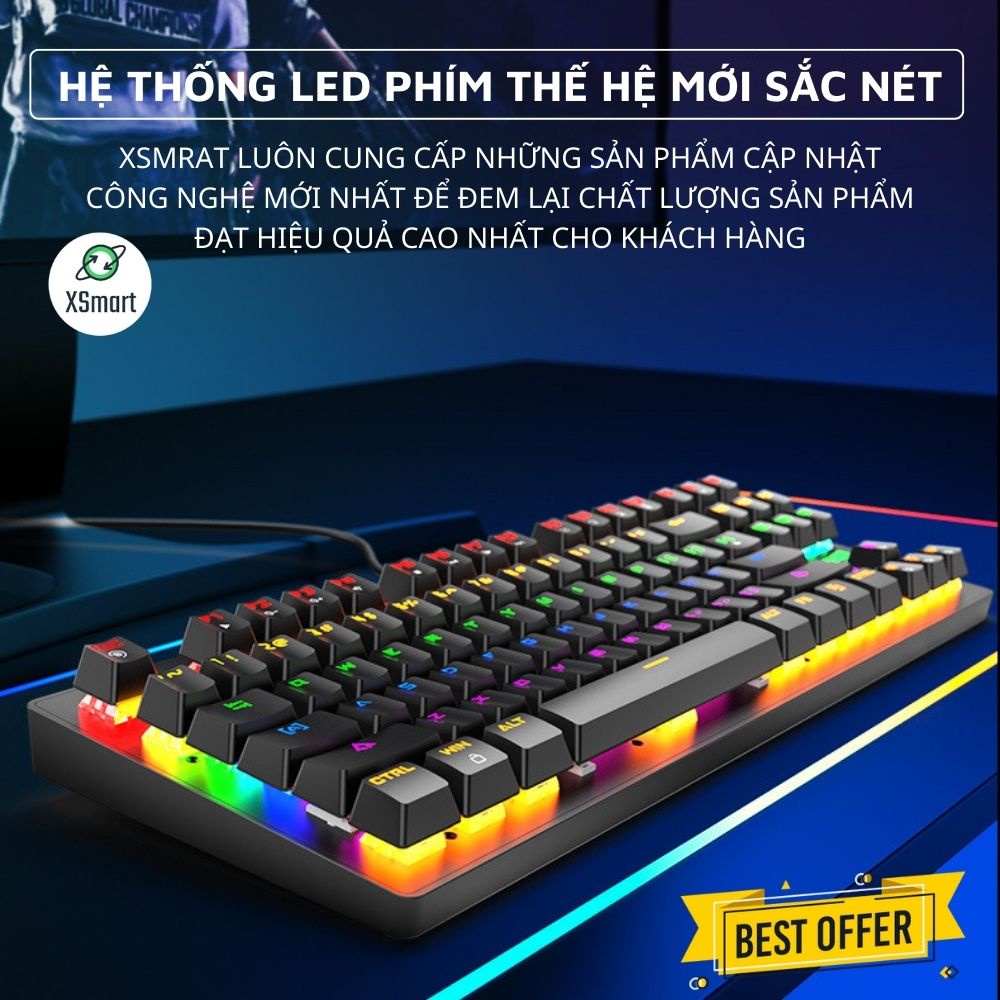 GLOBAL CHAMPIONS
HỆ THỐNG LED PHÍM THẾ HỆ MỚI SẮC NÉT
XSMRAT LUÔN CUNG CẤP NHỮNG SẢN PHẨM CẬP NHẬT
CÔNG NGHỆ MỚI NHẤT ĐỂ ĐEM LẠI CHẤT LƯỢNG SẢN PHẨM
ĐẠT HIỆU QUẢ CAO NHẤT CHO KHÁCH HÀNG
XSmart
CTRL
WIN
ALT
BEST OFFER